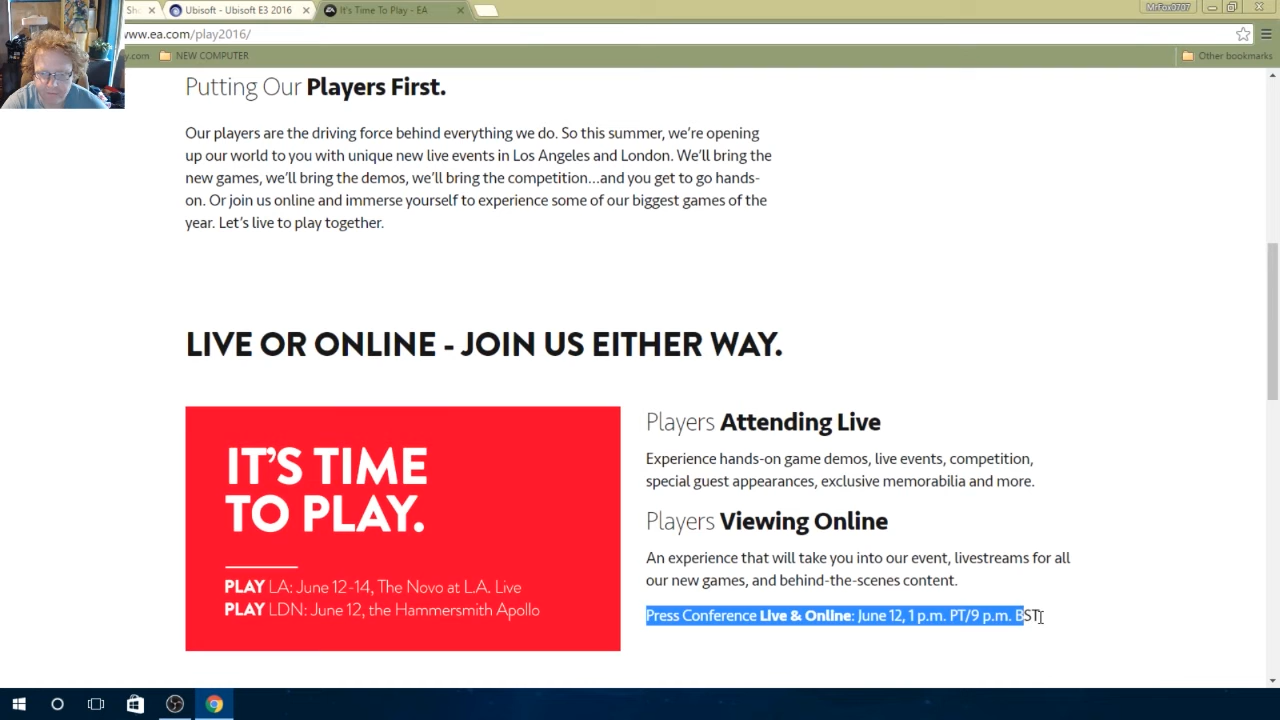 Sho
Ubisoft - Ubisoft E3 2016
It's Time To Play - EA
Mrfox0707
www.ea.com/play2016/
y.com
NEW COMPUTER
Other bookmarks
Putting Our Players First.
Our players are the driving force behind everything we do. So this summer, we're opening
up our world to you with unique new live events in Los Angeles and London. We'll bring the
new games, we'll bring the demos, we'll bring the competition...and you get to go hands-
on. Or join us online and immerse yourself to experience some of our biggest games of the
year. Let's live to play together.
LIVE OR ONLINE - JOIN US EITHER WAY.
IT'S TIME
TO PLAY.
PLAY LA: June 12-14, The Novo at L.A. Live
PLAY LDN: June 12, the Hammersmith Apollo
Players Attending Live
Experience hands-on game demos, live events, competition,
special guest appearances, exclusive memorabilia and more.
Players Viewing Online
An experience that will take you into our event, livestreams for all
our new games, and behind-the-scenes content.
Press Conference Live & Online: June 12, 1 p.m. PT/9 p.m. BST